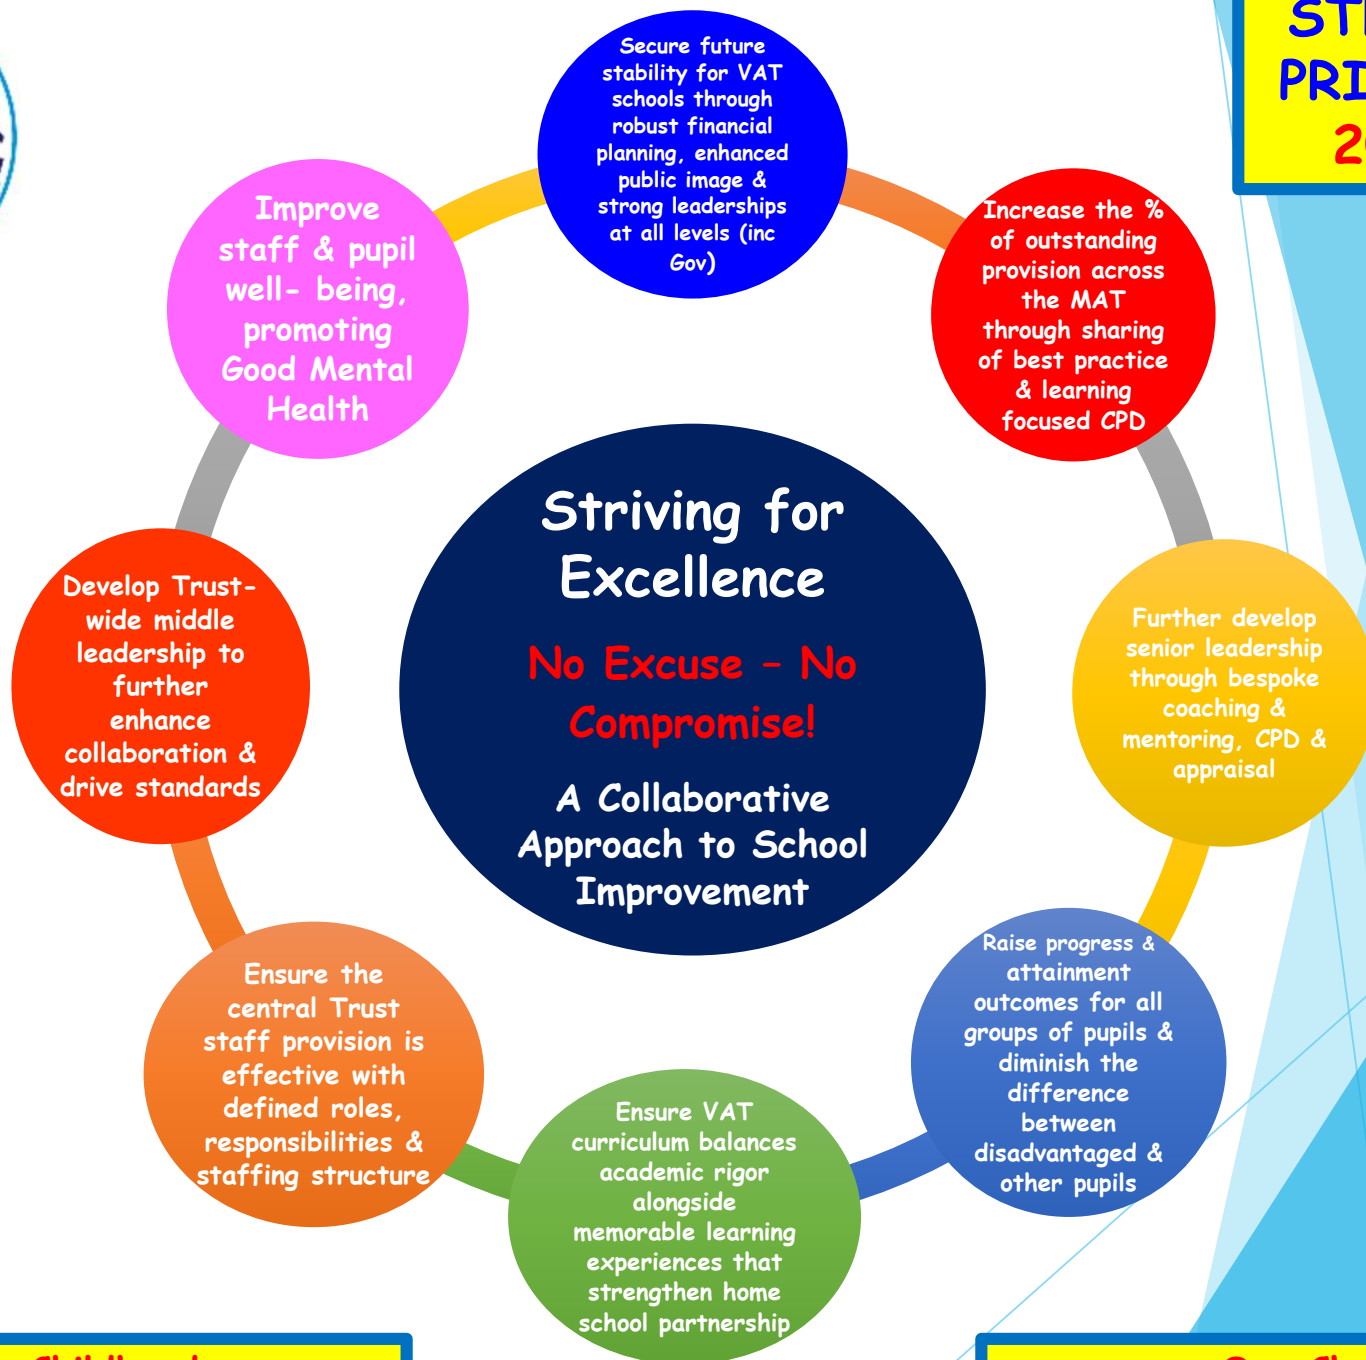 Secure future
stability for VAT
schools through
robust financial
planning, enhanced
public image &
strong leaderships
at all levels (inc
Gov)
Increase the %
of outstanding
provision across
the MAT
through sharing
of best practice
& learning
focused CPD
Further develop
senior leadership
through bespoke
coaching &
mentoring, CPD &
appraisal
Raise progress &
attainment
outcomes for all
groups of pupils &
diminish the
difference
between
disadvantaged &
other pupils
Ensure VAT
curriculum balances
academic rigor
alongside
memorable learning
experiences that
strengthen home
school partnership
Ensure the
central Trust
staff provision is
effective with
defined roles,
responsibilities &
staffing structure
Develop Trust-
wide middle
leadership to
further
enhance
collaboration &
drive standards
Improve
staff & pupil
well- being,
promoting
Good Mental
Health
Striving for
Excellence
No Excuse – No
Compromise!
A Collaborative
Approach to School
Improvement